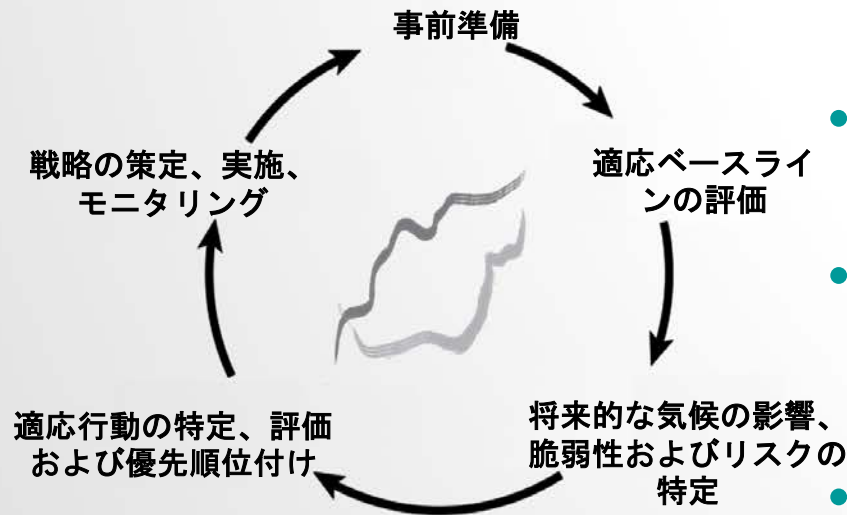 事前準備
適応ベースライ
ンの評価
将来的な気候の影響、
脆弱性およびリスクの
特定
適応行動の特定、評価
および優先順位付け
戦略の策定、実施、
モニタリング